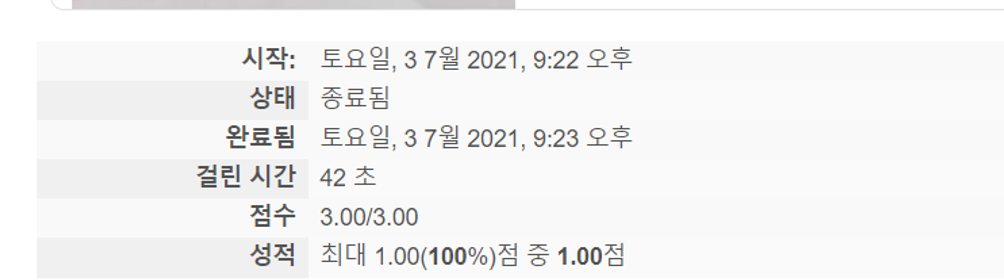 시작: 토요일, 3 7월 2021, 9:22 오후
상태 종료됨
완료됨 토요일, 3 7월 2021, 9:23 오후
걸린 시간 42 초
점수 3.00/3.00
성적 최대 1.00(100%)점 중 1.00점